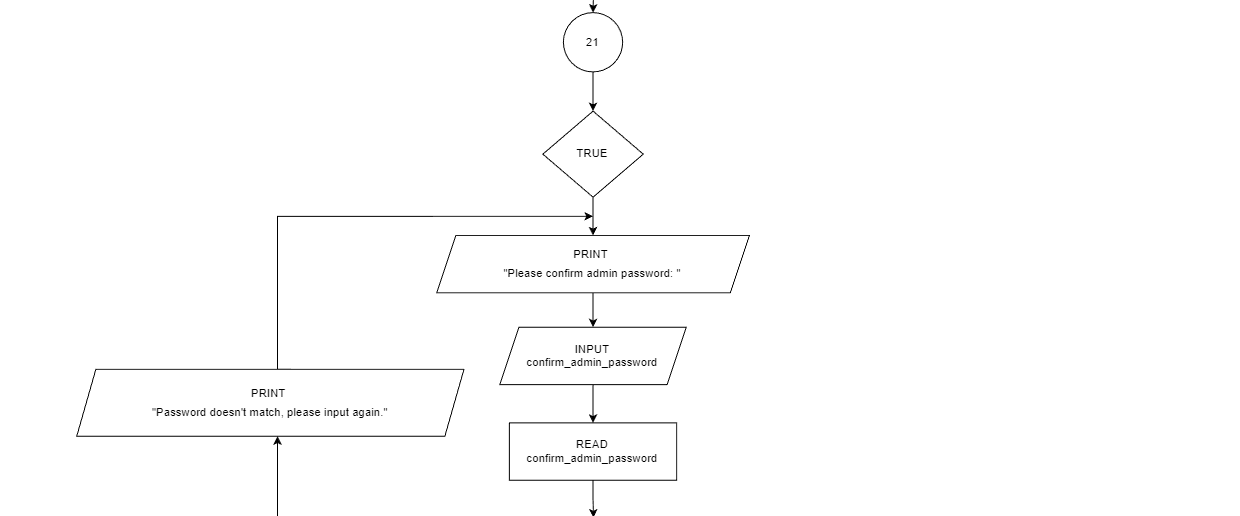 21
TRUE
PRINT
"Please confirm admin password: "
INPUT
confirm_admin_password
PRINT
"Password doesn't match, please input again."
READ
confirm_admin_password